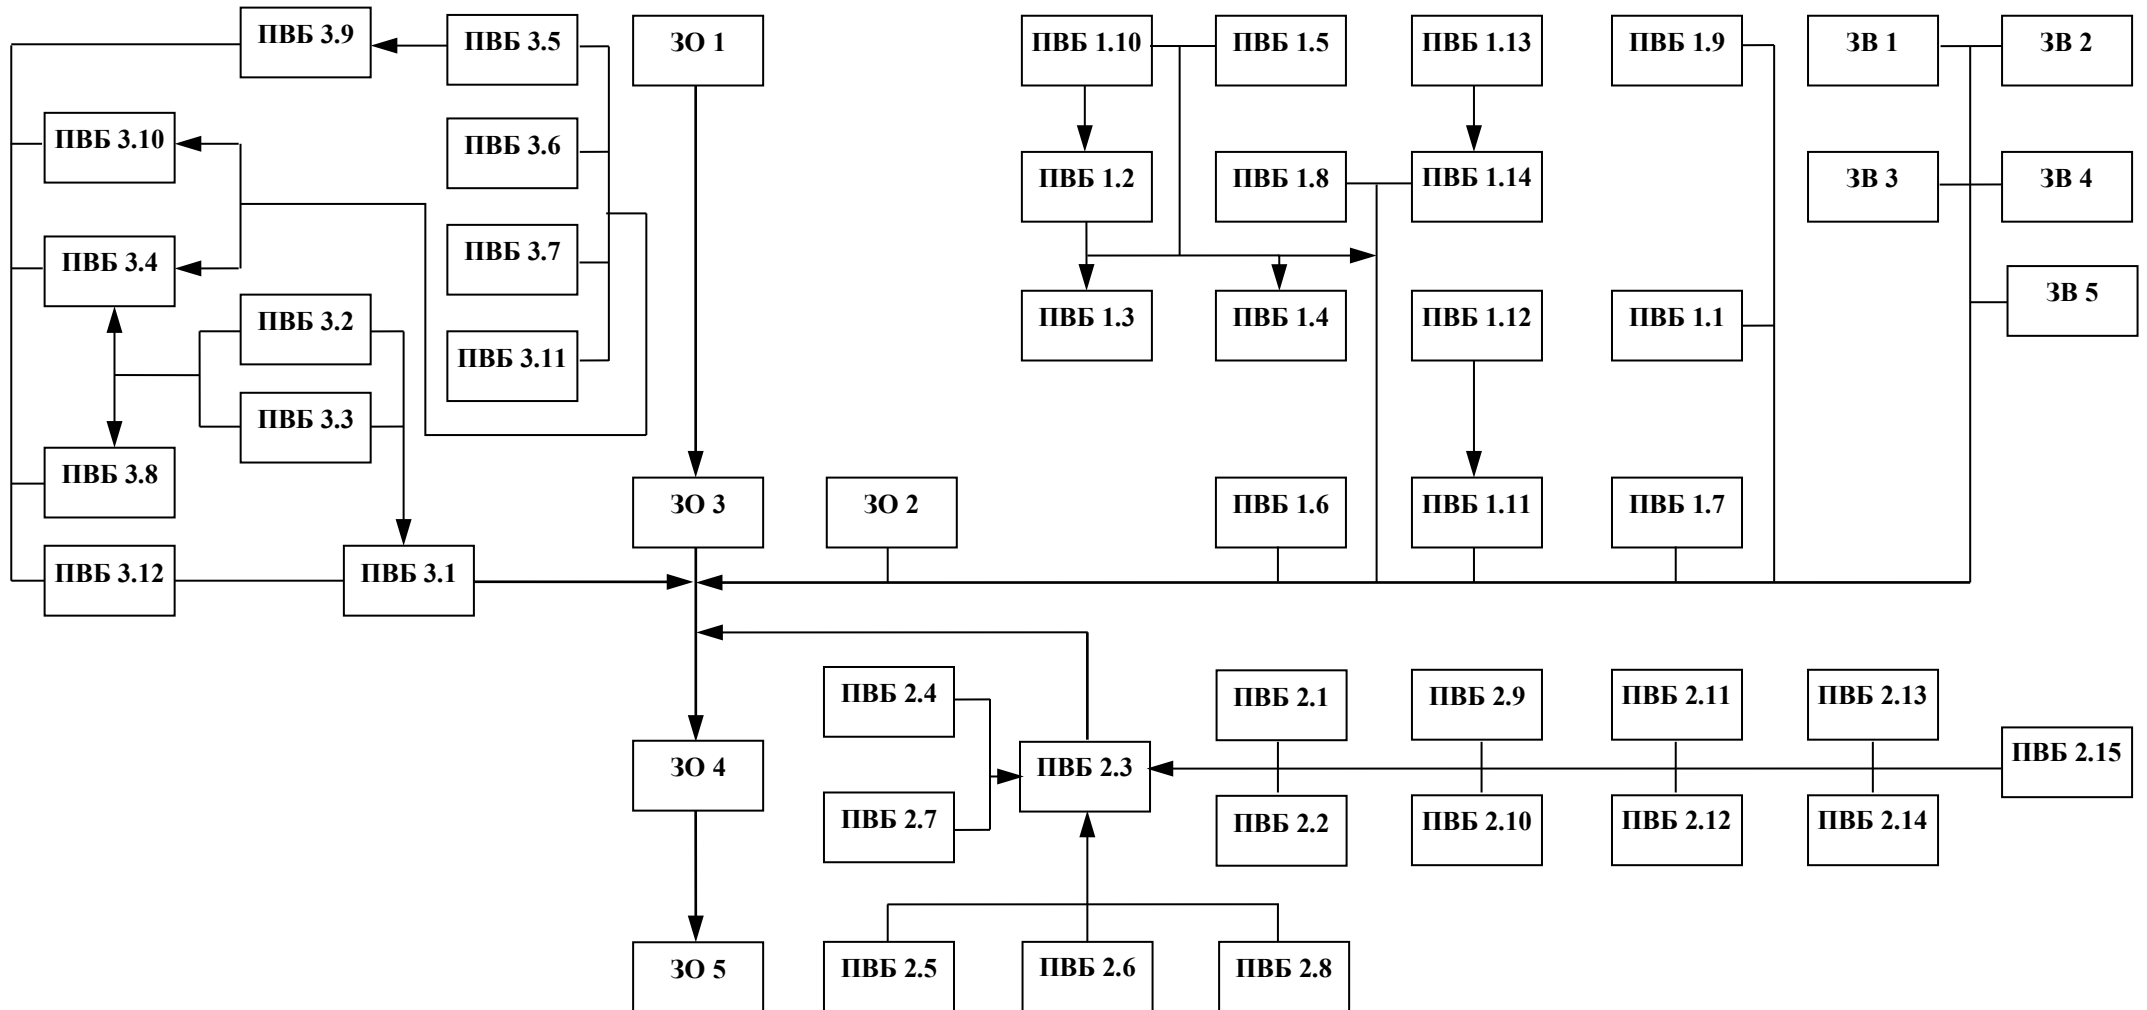 ПВБ 3.9
ПВБ 3.5
ЗО 1
ПВБ 1.10
ПВБ 1.5
ПВБ 1.13
ПВБ 1.9
ЗВ 1
ЗВ 2
ПВБ 3.10
ПВБ 3.6
ПВБ 1.2
ПВБ 1.8
ПВБ 1.14
ЗВ 3
ЗВ 4
ПВБ 3.4
ПВБ 3.7
ЗВ 5
ПВБ 3.2
ПВБ 3.11
ПВБ 1.3
ПВБ 1.4
ПВБ 1.12
ПВБ 1.1
ПВБ 3.3
ПВБ 3.8
ЗО 3
ЗО 2
ПВБ 1.6
ПВБ 1.11
ПВБ 1.7
ПВБ 3.12
ПВБ 3.1
ПВБ 2.4
ПВБ 2.1
ПВБ 2.9
ПВБ 2.11
ПВБ 2.13
ЗО 4
ПВБ 2.3
ПВБ 2.15
ПВБ 2.7
ПВБ 2.2
ПВБ 2.10
ПВБ 2.12
ПВБ 2.14
ЗО 5
ПВБ 2.5
ПВБ 2.6
ПВБ 2.8